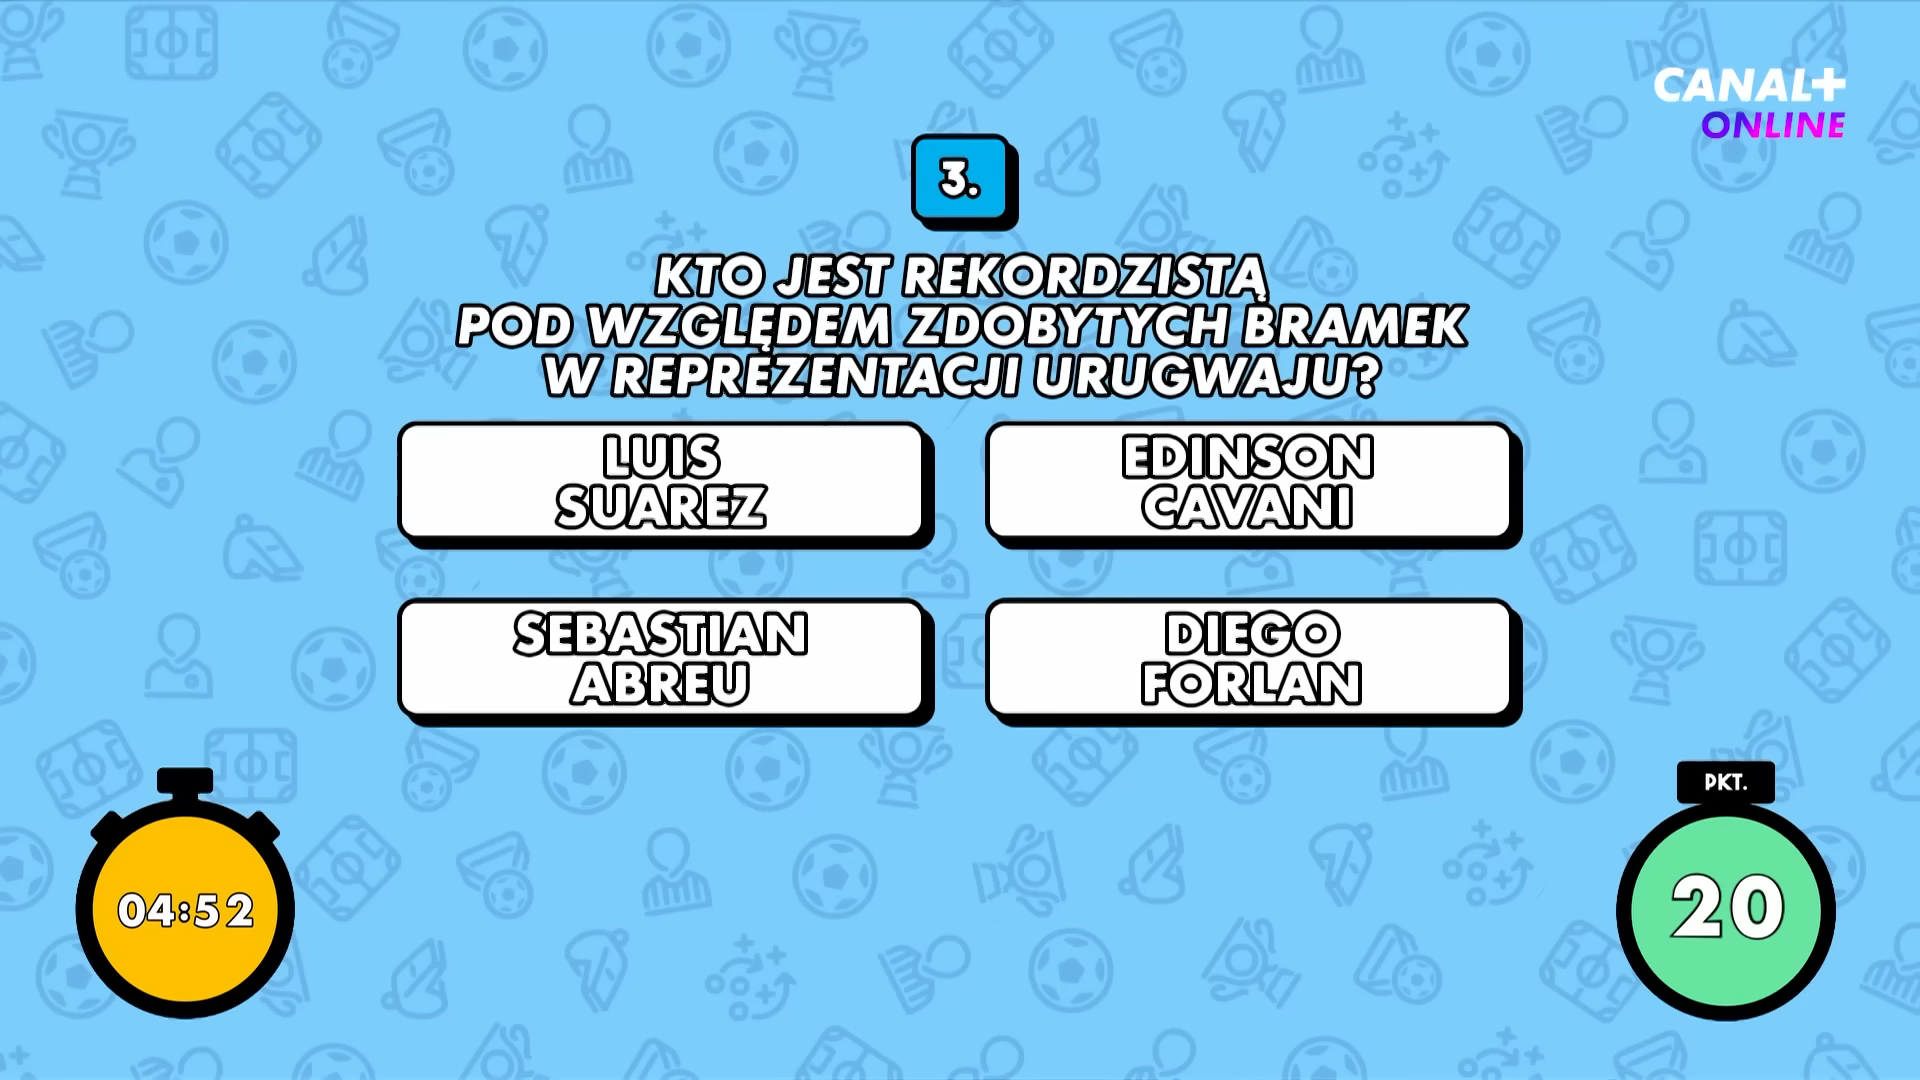 CANAL+
ONLINE
3.
KTO JEST REKORDZISTĄ
POD WZGLĘDEM ZDOBYTYCH BRAMEK
W REPREZENTACJI URUGWAJU?
LUIS
SUAREZ
EDINSON
CAVANI
SEBASTIAN
ABREU
DIEGO
FORLAN
04:52
PKT.
20